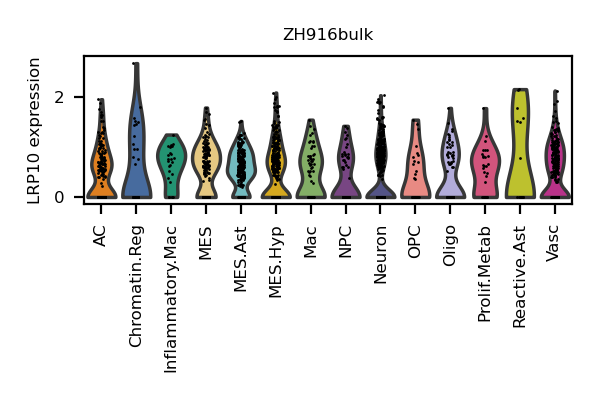 ZH916bulk
LRP10 expression
2
0
AC
Chromatin.Reg
Inflammatory.Mac
MES
MES.Ast
MES.Hyp
Mac
NPC
Neuron
OPC
Oligo
Prolif.Metab
Reactive.Ast
Vasc